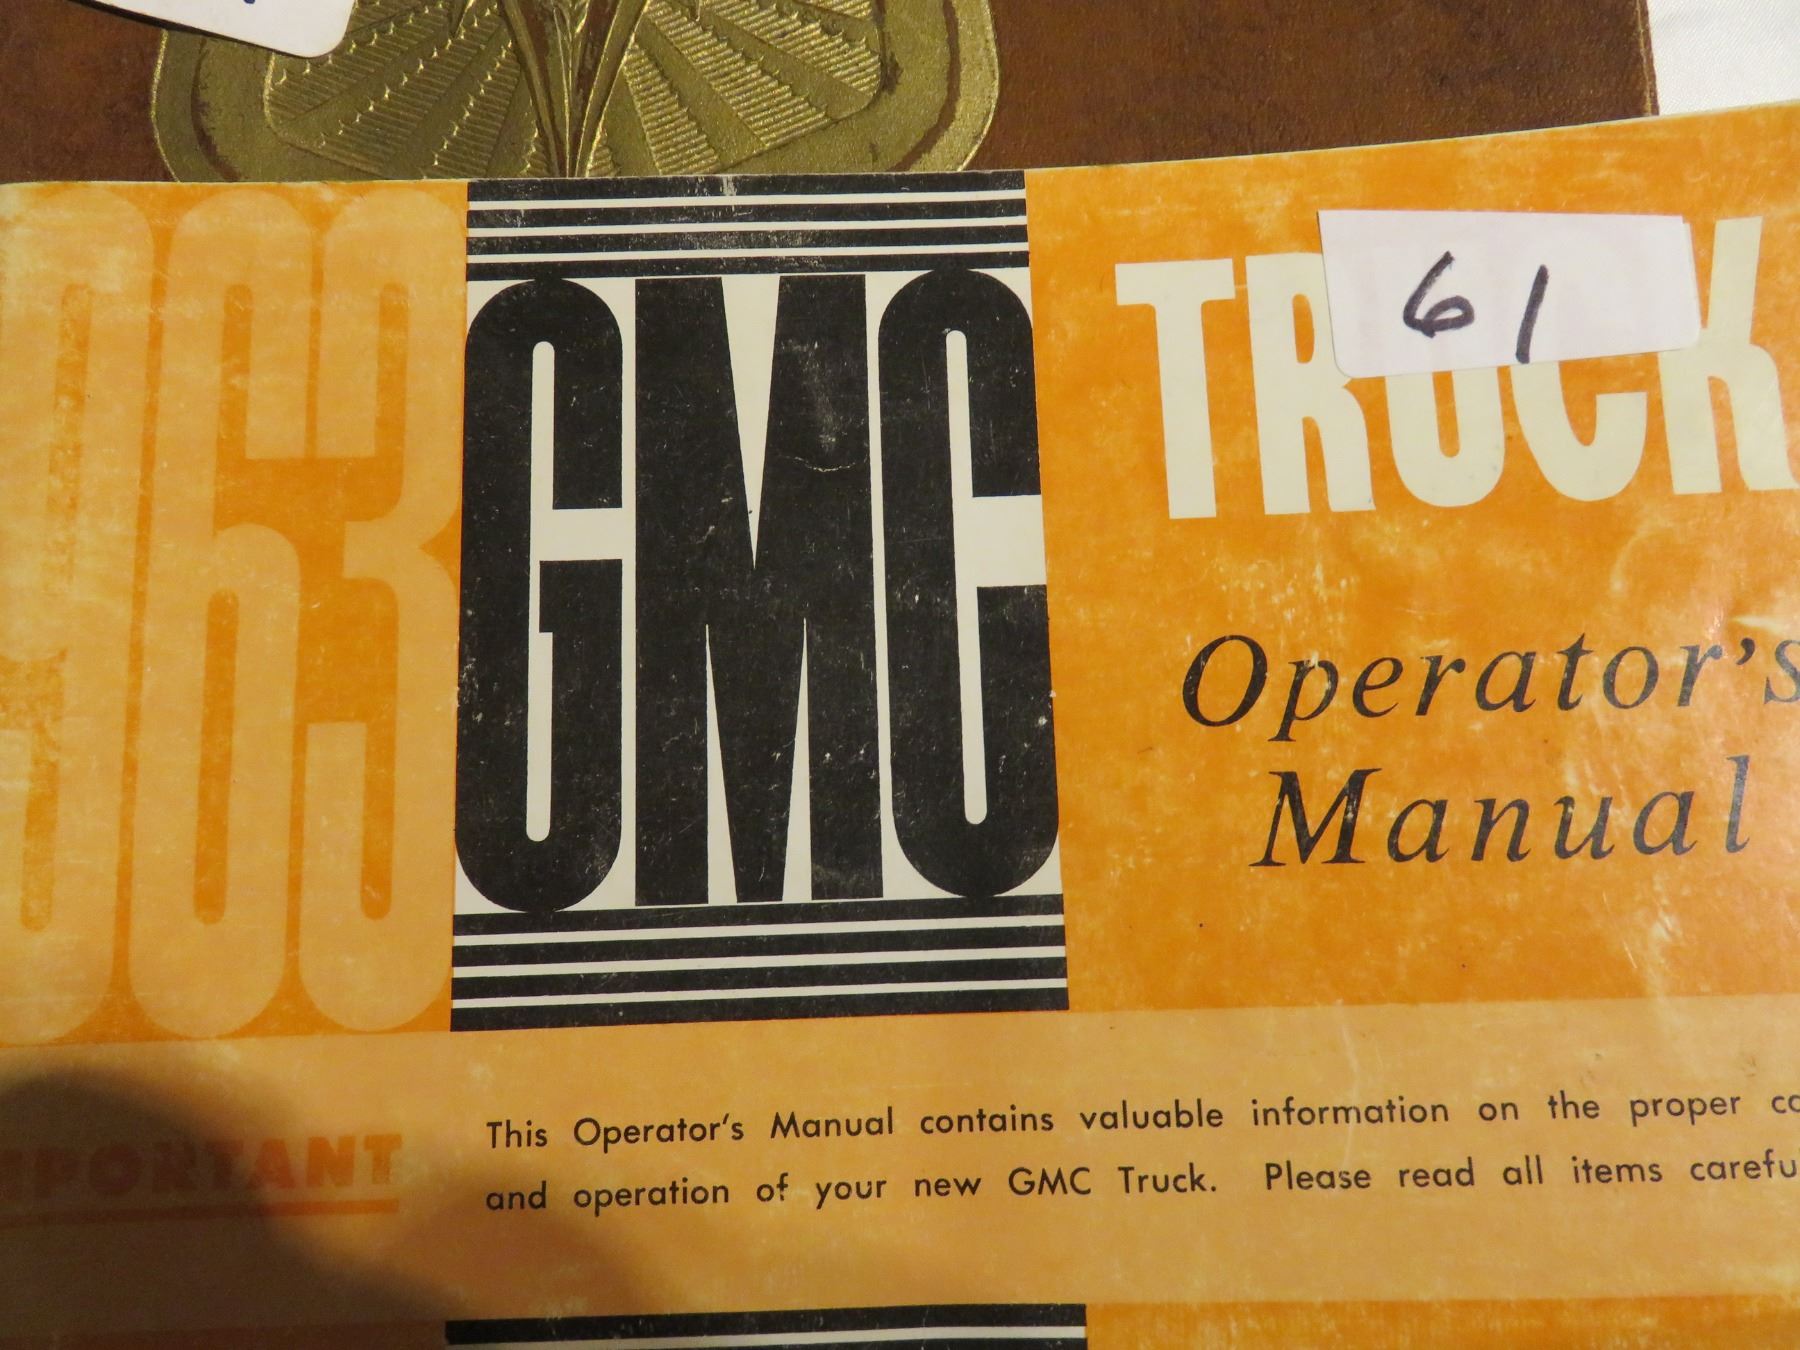 963 GMC TRUCK
61
Operator's
Manual
IMPORTANT
This Operator's Manual contains valuable information on the proper
and operation of your new GMC Truck. Please read all items